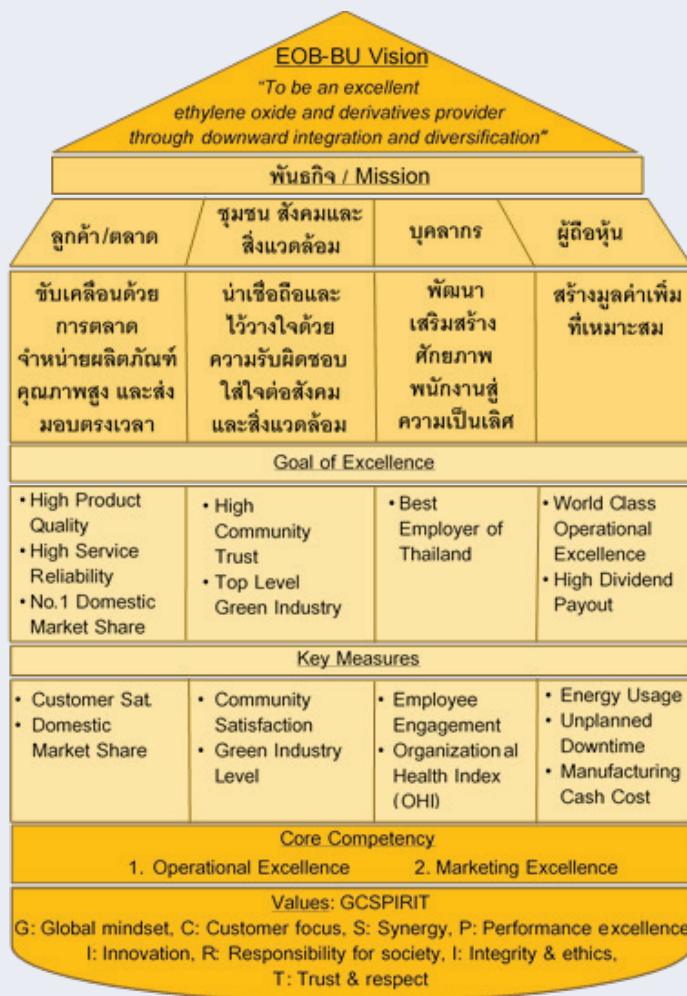 EOB-BU Vision
"To be an excellent
ethylene oxide and derivatives provider
through downward integration and diversification"
พันธกิจ / Mission
ลูกค้า/ตลาด
ชุมชน สังคมและ
สิ่งแวดล้อม
บุคลากร
ผู้ถือหุ้น
ขับเคลื่อนด้วย
การตลาด
จำหน่ายผลิตภัณฑ์
คุณภาพสูง และส่ง
มอบตรงเวลา
น่าเชื่อถือและ
ไว้วางใจด้วย
ความรับผิดชอบ
ใส่ใจต่อสังคม
และสิ่งแวดล้อม
พัฒนา
เสริมสร้าง
ศักยภาพ
พนักงานสู่
ความเป็นเลิศ
สร้างมูลค่าเพิ่ม
ที่เหมาะสม
Goal of Excellence
• High Product
Quality
• High Service
Reliability
• No.1 Domestic
Market Share
• High
Community
Trust
• Top Level
Green Industry
• Best
Employer of
Thailand
• World Class
Operational
Excellence
• High Dividend
Payout
Key Measures
• Customer Sat.
• Domestic
Market Share
• Community
Satisfaction
• Green Industry
Level
• Employee
Engagement
• Organizational
Health Index
(OHI)
• Energy Usage
• Unplanned
Downtime
• Manufacturing
Cash Cost
Core Competency
1. Operational Excellence 2. Marketing Excellence
Values: GCSPIRIT
G: Global mindset, C: Customer focus, S: Synergy, P: Performance excellence
I: Innovation, R: Responsibility for society, I: Integrity & ethics,
T: Trust & respect